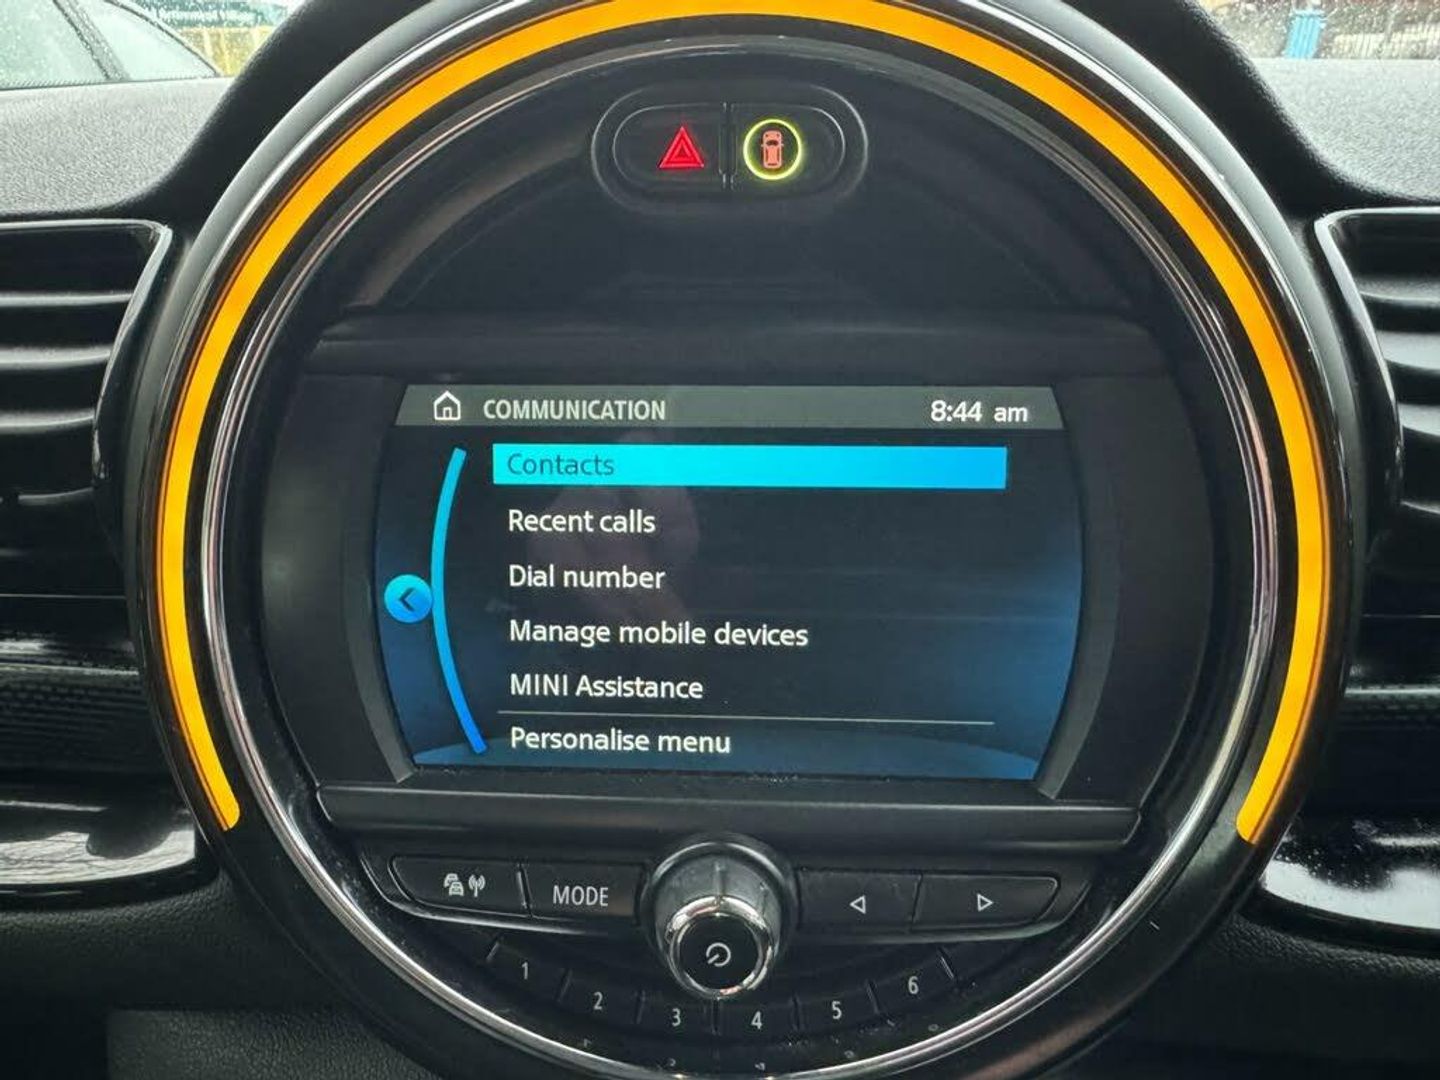 COMMUNICATION 8:44 am
Contacts
Recent calls
Dial number
Manage mobile devices
MINI Assistance
Personalise menu
MODE
1 2 3 4 5 6